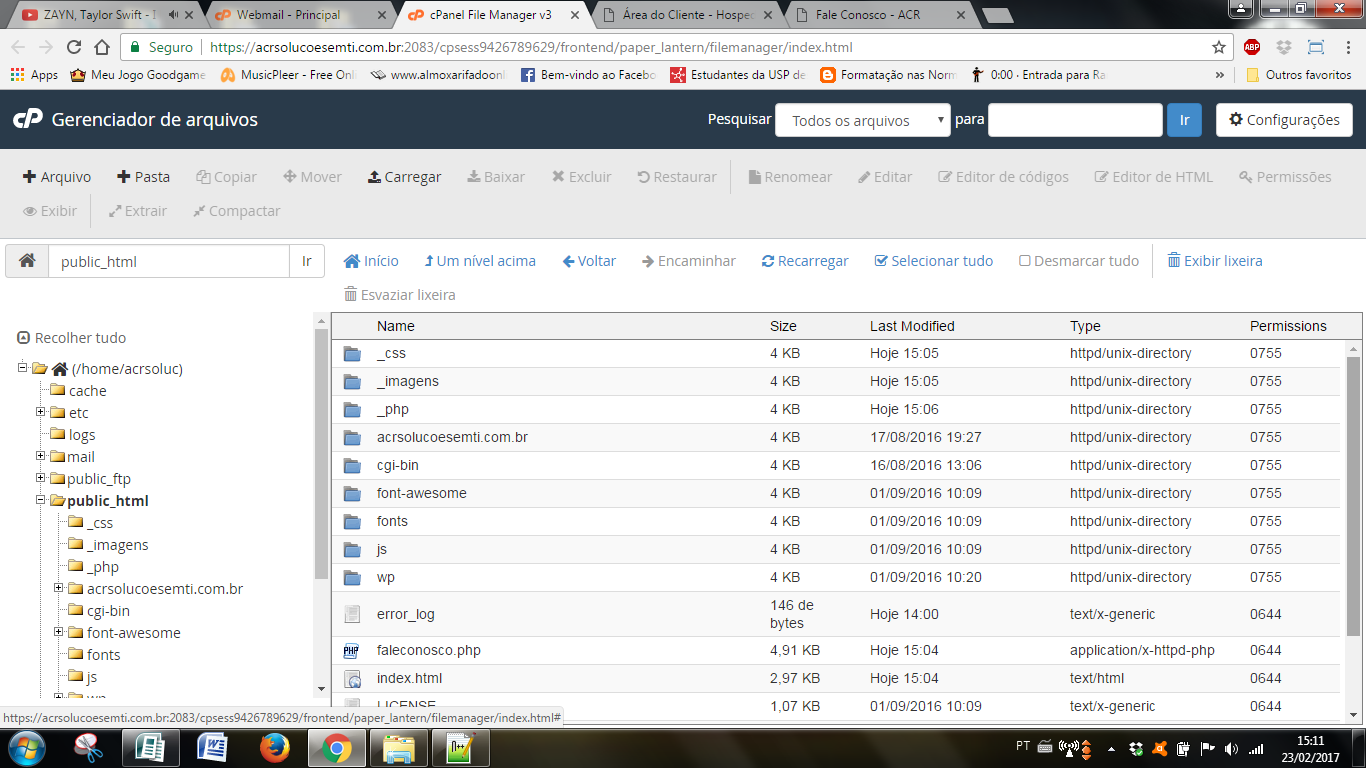 ZAYN, Taylor Swift - I
Webmail - Principal
cPanel File Manager v3
Área do Cliente - Hosped
Fale Conosco - ACR
Seguro
https://acrsolucoesemti.com.br:2083/cpsess9426789629/frontend/paper_lantern/filemanager/index.html
ABP
Apps
Meu Jogo Goodgame
MusicPleer - Free Onli
www.almoxarifadoonli
Bem-vindo ao Facebo
Estudantes da USP de
Formatação nas Norm
0:00 · Entrada para Ra
»
Outros favoritos
cP Gerenciador de arquivos
Pesquisar Todos os arquivos para Ir Configurações
Arquivo Pasta Copiar Mover Carregar Baixar Excluir Restaurar Renomear Editar Editor de códigos Editor de HTML Permissões
Exibir Extrair Compactar
public_html Ir
Início Um nível acima Voltar Encaminhar Recarregar Selecionar tudo Desmarcar tudo Exibir lixeira
Esvaziar lixeira
Recolher tudo
(/home/acrsoluc)
cache
etc
logs
mail
public_ftp
public_html
_css
_imagens
_php
acrsolucoesemti.com.br
cgi-bin
font-awesome
fonts
js
wp
Name Size Last Modified Type Permissions
_css 4 KB Hoje 15:05 httpd/unix-directory 0755
_imagens 4 KB Hoje 15:05 httpd/unix-directory 0755
_php 4 KB Hoje 15:06 httpd/unix-directory 0755
acrsolucoesemti.com.br 4 KB 17/08/2016 19:27 httpd/unix-directory 0755
cgi-bin 4 KB 16/08/2016 13:06 httpd/unix-directory 0755
font-awesome 4 KB 01/09/2016 10:09 httpd/unix-directory 0755
fonts 4 KB 01/09/2016 10:09 httpd/unix-directory 0755
js 4 KB 01/09/2016 10:09 httpd/unix-directory 0755
wp 4 KB 01/09/2016 10:20 httpd/unix-directory 0755
error_log 146 de bytes Hoje 14:00 text/x-generic 0644
PHP faleconosco.php 4,91 KB Hoje 15:04 application/x-httpd-php 0644
index.html 2,97 KB Hoje 15:04 text/html 0644
LICENSE 1,07 KB 01/09/2016 10:09 text/x-generic 0644
https://acrsolucoesemti.com.br:2083/cpsess9426789629/frontend/paper_lantern/filemanager/index.html#
PT
15:11
23/02/2017